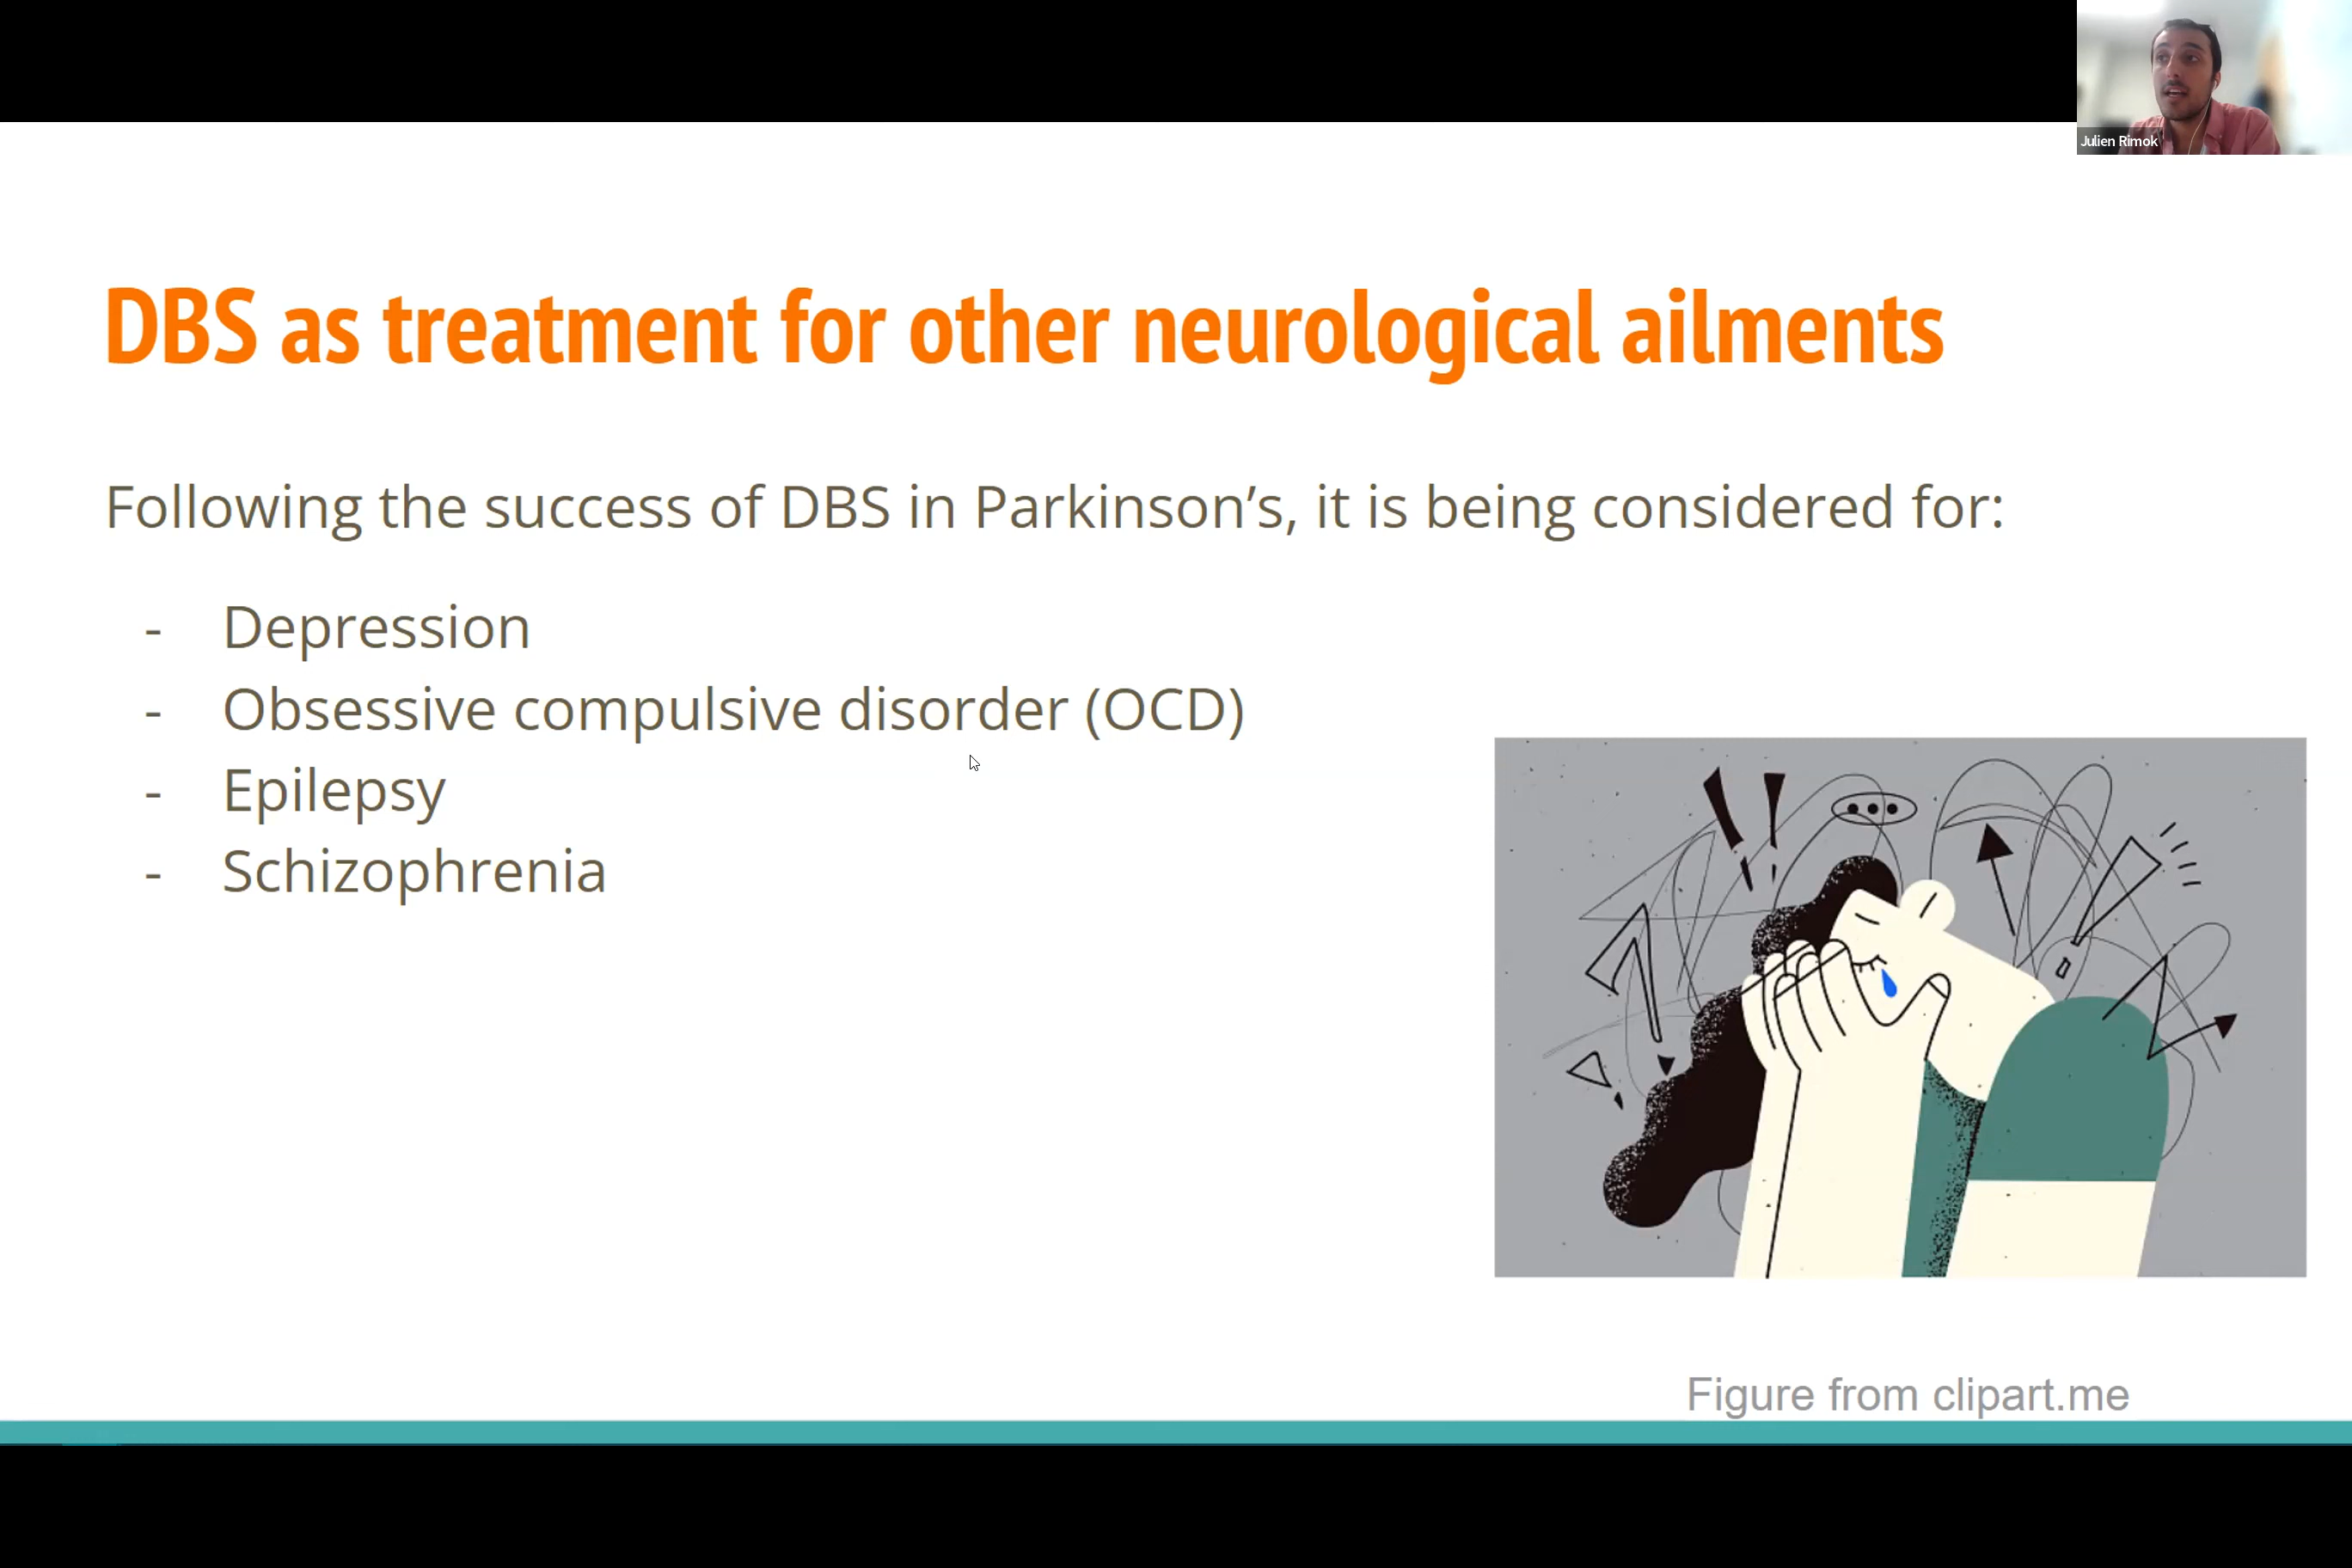 Julien Rimok
DBS as treatment for other neurological ailments
Following the success of DBS in Parkinson’s, it is being considered for:
- Depression
- Obsessive compulsive disorder (OCD)
- Epilepsy
- Schizophrenia
Figure from clipart.me